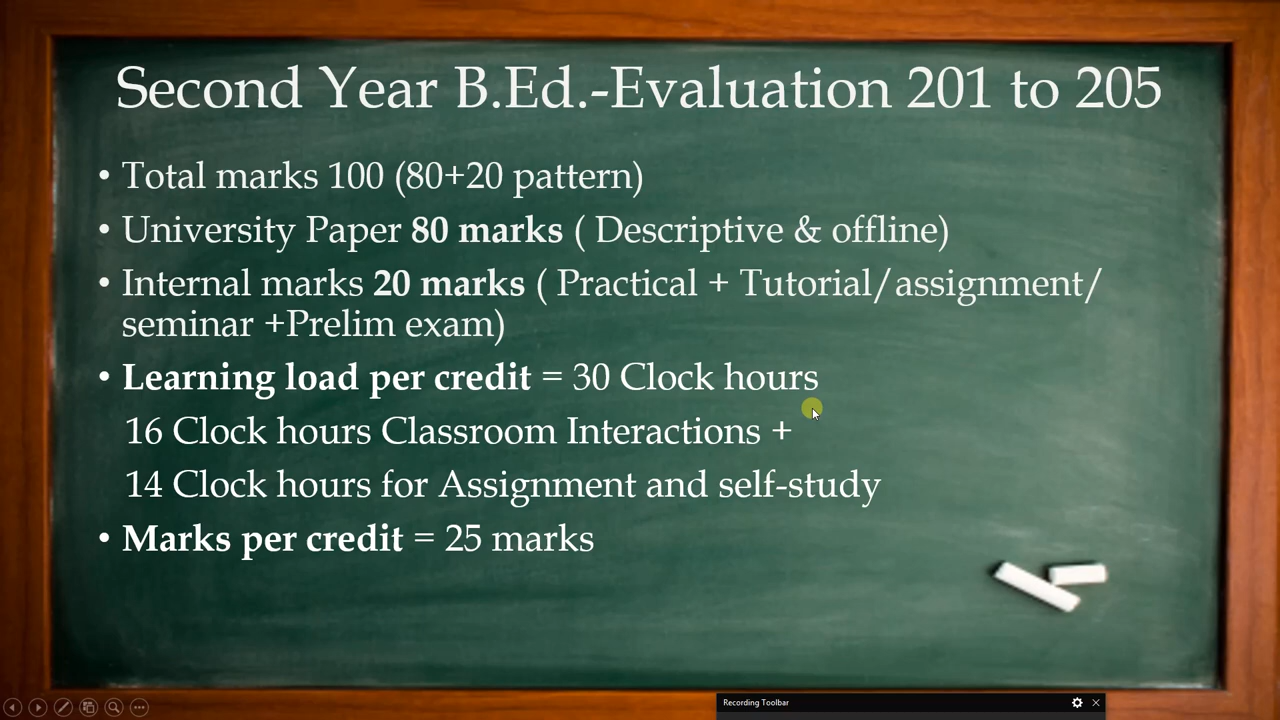 Second Year B.Ed.-Evaluation 201 to 205
• Total marks 100 (80+20 pattern)
• University Paper 80 marks ( Descriptive & offline)
• Internal marks 20 marks ( Practical + Tutorial/assignment/
seminar +Prelim exam)
• Learning load per credit = 30 Clock hours
16 Clock hours Classroom Interactions +
14 Clock hours for Assignment and self-study
• Marks per credit = 25 marks
Recording Toolbar